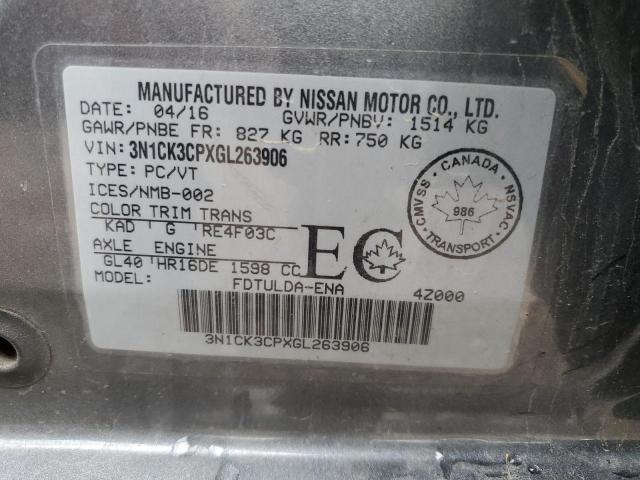 MANUFACTURED BY NISSAN MOTOR CO., LTD.
DATE: 04/16 GVWR/PNBV: 1514 KG
GAWR/PNBE FR: 827 KG RR: 750 KG
VIN: 3N1CK3CPXGL263906
TYPE: PC/VT
ICES/NMB-002
COLOR TRIM TRANS
KAD G RE4F03C
AXLE ENGINE
GL40 HR16DE 1598 CC
MODEL: FDTULDA-ENA 4Z000
EC
CANADA
CMVSS 986 NSVAC
TRANSPORT
3N1CK3CPXGL263906